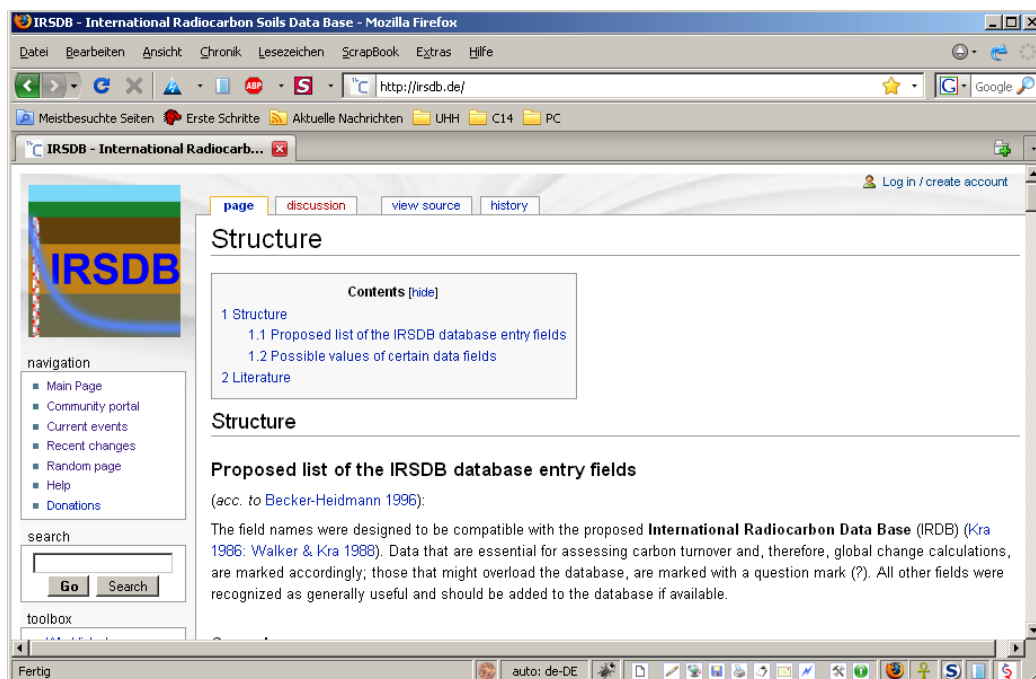 IRSDB - International Radiocarbon Soils Data Base - Mozilla Firefox
Datei Bearbeiten Ansicht Chronik Lesezeichen ScrapBook Extras Hilfe
http://irsdb.de/
Google
Meistbesuchte Seiten Erste Schritte Aktuelle Nachrichten UHH C14 PC
IRSDB - International Radiocarb...
Log in / create account
page discussion view source history
IRSDB
Structure
Contents [hide]
1 Structure
1.1 Proposed list of the IRSDB database entry fields
1.2 Possible values of certain data fields
2 Literature
navigation
Main Page
Community portal
Current events
Recent changes
Random page
Help
Donations
search
Go Search
toolbox
Structure
Proposed list of the IRSDB database entry fields
(acc. to Becker-Heidmann 1996):
The field names were designed to be compatible with the proposed International Radiocarbon Data Base (IRDB) (Kra
1986: Walker & Kra 1988). Data that are essential for assessing carbon turnover and, therefore, global change calculations,
are marked accordingly; those that might overload the database, are marked with a question mark (?). All other fields were
recognized as generally useful and should be added to the database if available.
Fertig
auto: de-DE